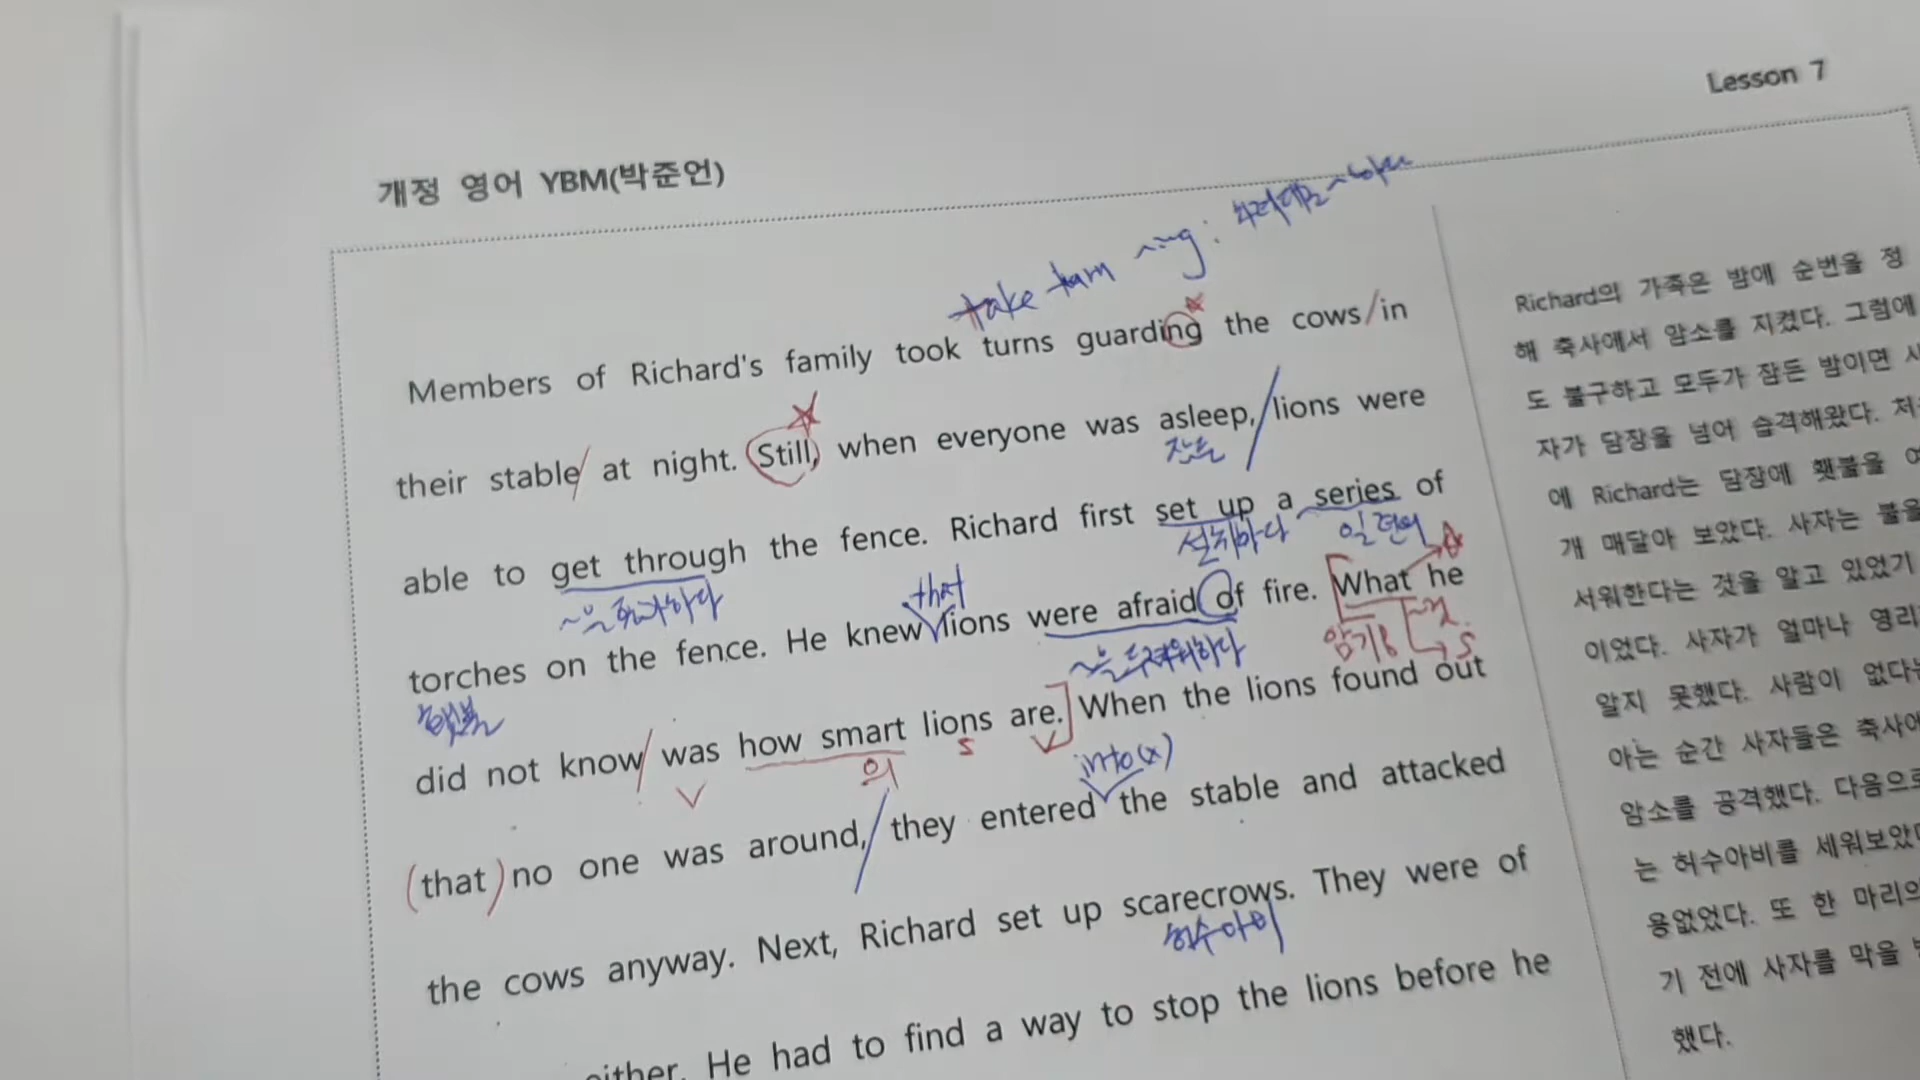 Lesson 7
개정 영어 YBM(박준언)
take turn ~ing:
Members of Richard's family took turns guarding the cows/in
their stable/ at night. Still, when everyone was asleep,/lions were
잔는
able to get through the fence. Richard first set up a series of
~을 통과하다
설치하다
일련의
torches on the fence. He knew lions were afraid of fire. What he
횃불
that
~을 두려워하다
암기!
~것
S
did not know/ was how smart lions are. When the lions found out
V
의
S
V
(that) no one was around,/ they entered the stable and attacked
into(x)
the cows anyway. Next, Richard set up scarecrows. They were of
허수아비
either. He had to find a way to stop the lions before he
Richard의 가족은 밤에 순번을 정
해 축사에서 암소를 지켰다. 그럼에
도 불구하고 모두가 잠든 밤이면 사
자가 담장을 넘어 습격해왔다. 처
에 Richard는 담장에 횃불을 여
개 매달아 보았다. 사자는 불을
서워한다는 것을 알고 있었기
이었다. 사자가 얼마나 영리
알지 못했다. 사람이 없다는
아는 순간 사자들은 축사에
암소를 공격했다. 다음으로
는 허수아비를 세워보았
용없었다. 또 한 마리의
기 전에 사자를 막을
했다.